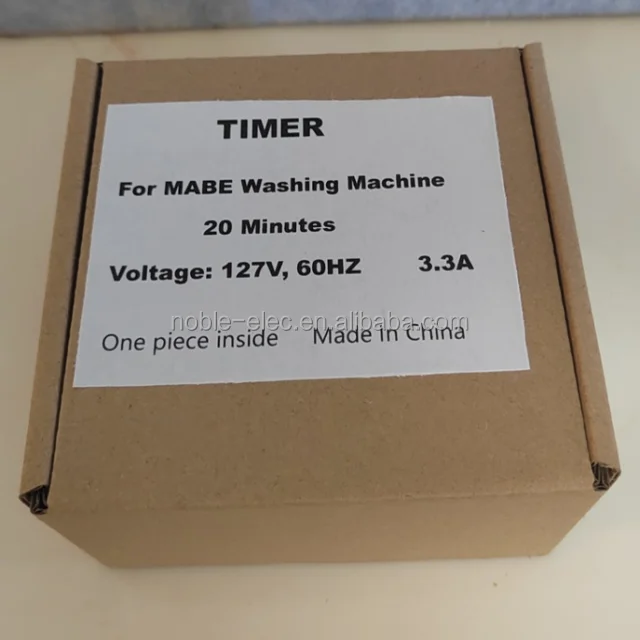 TIMER
For MABE Washing Machine
20 Minutes
Voltage: 127V, 60HZ 3.3A
noble-elec.en.alibaba.com
One piece inside Made In China